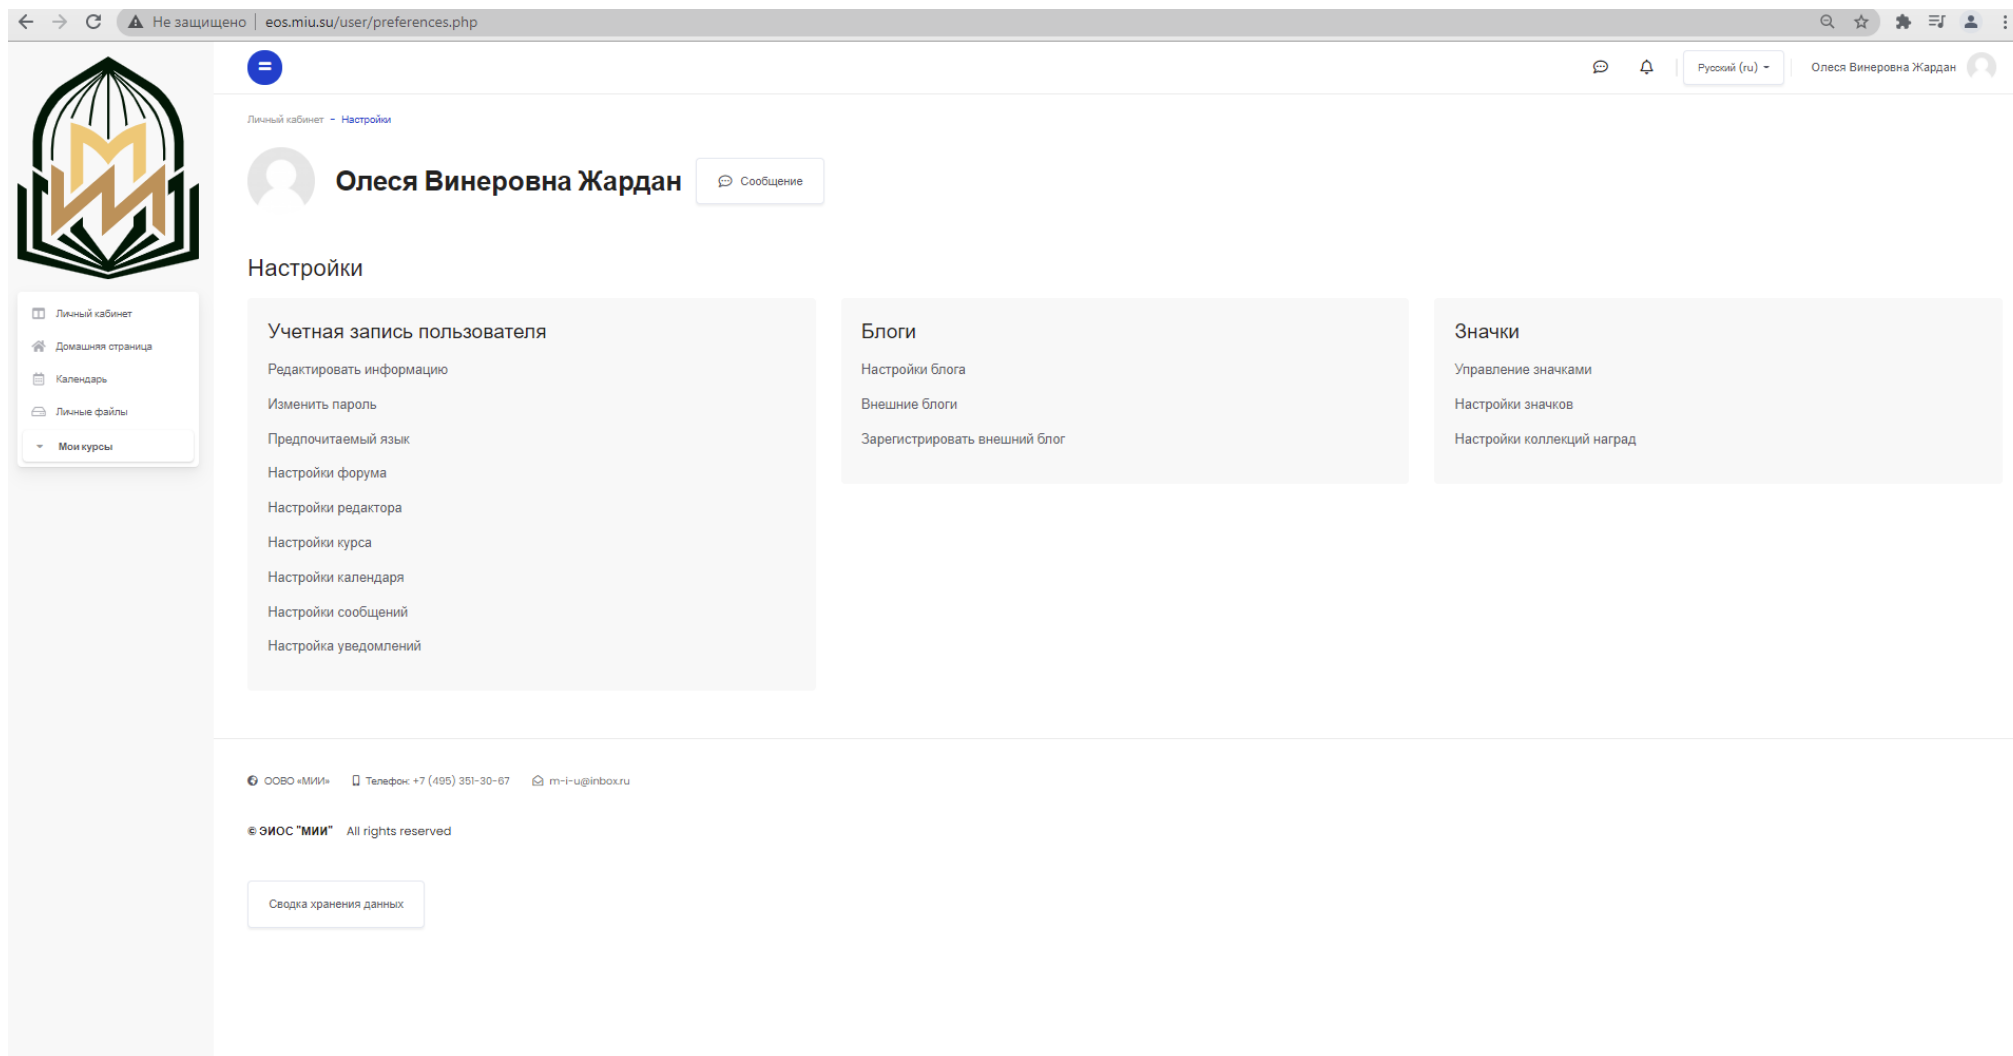 Не защищено | eos.miu.su/user/preferences.php
Русский (ru)
Олеся Винеровна Жардан
Личный кабинет - Настройки
Олеся Винеровна Жардан
Сообщение
Настройки
Личный кабинет
Домашняя страница
Календарь
Личные файлы
Мои курсы
Учетная запись пользователя
Редактировать информацию
Изменить пароль
Предпочитаемый язык
Настройки форума
Настройки редактора
Настройки курса
Настройки календаря
Настройки сообщений
Настройка уведомлений
Блоги
Настройки блога
Внешние блоги
Зарегистрировать внешний блог
Значки
Управление значками
Настройки значков
Настройки коллекций наград
ООВО «МИИ» Телефон: +7 (495) 351-30-67 m-i-u@inbox.ru
© ЭИОС "МИИ" All rights reserved
Сводка хранения данных